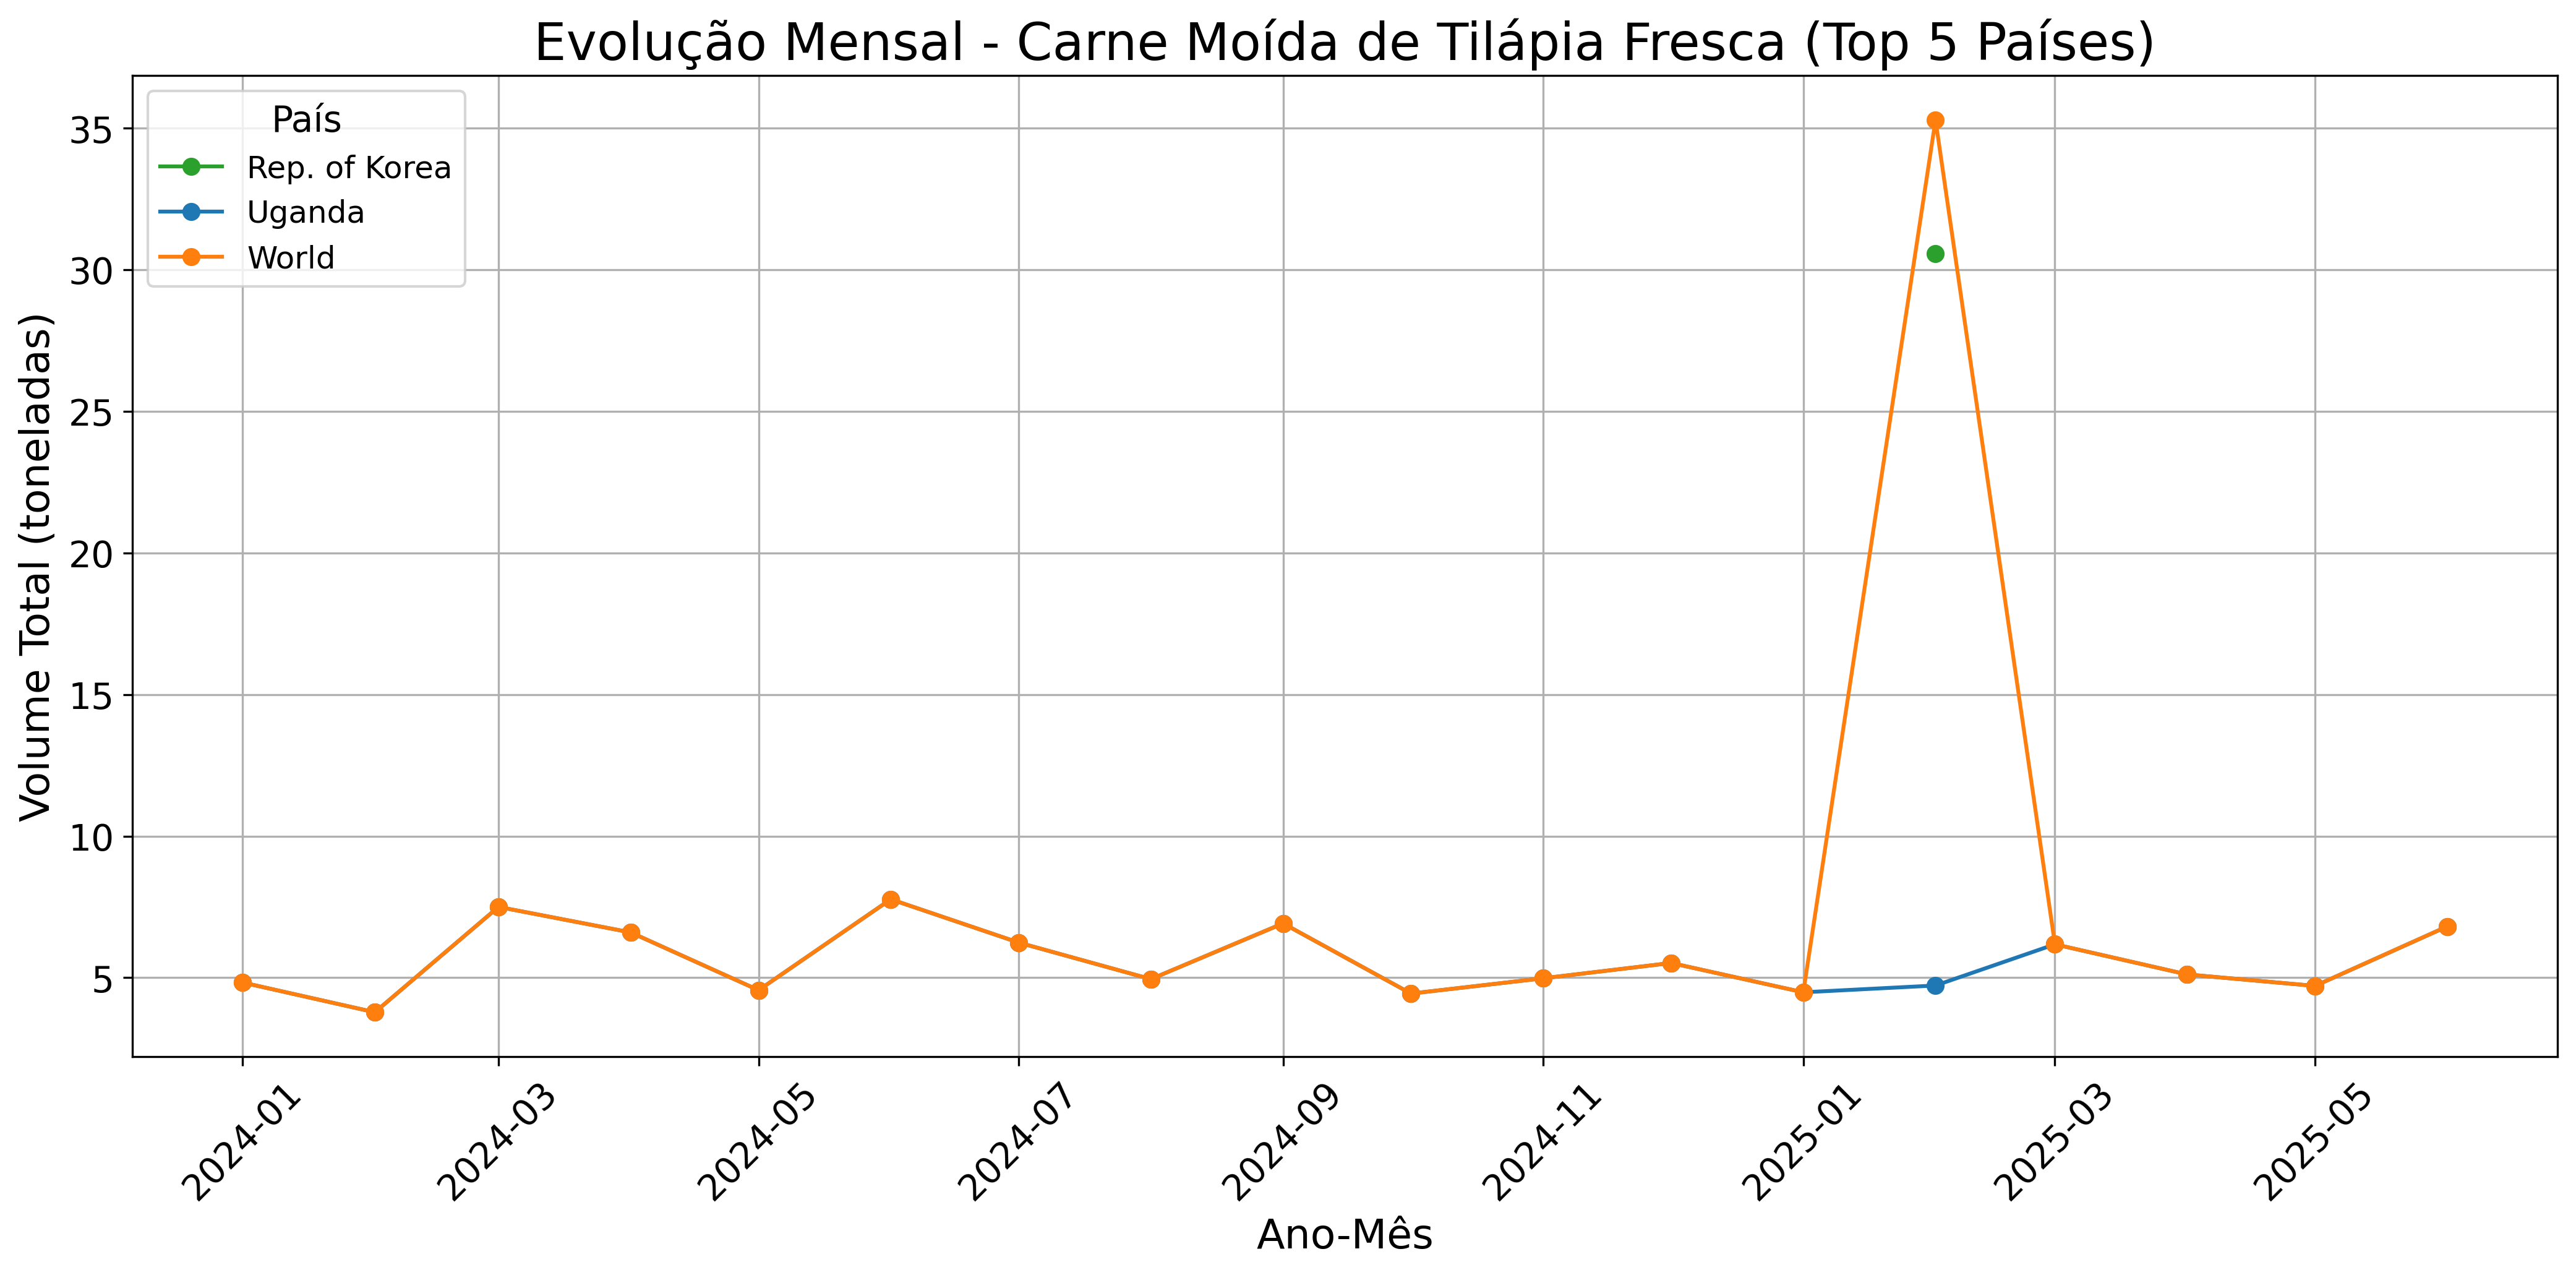 Evolução Mensal - Carne Moída de Tilápia Fresca (Top 5 Países)
País
Rep. of Korea
Uganda
World
Volume Total (toneladas)
35
30
25
20
15
10
5
2024-01
2024-03
2024-05
2024-07
2024-09
2024-11
2025-01
2025-03
2025-05
Ano-Mês